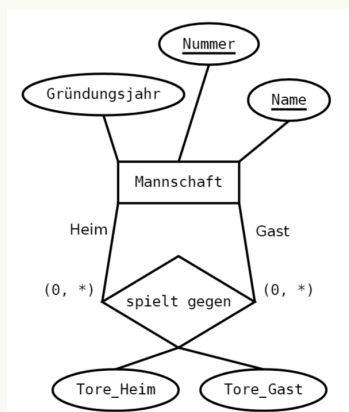 Nummer
Gründungsjahr
Name
Mannschaft
Heim
Gast
(0, *)
(0, *)
spielt gegen
Tore_Heim
Tore_Gast